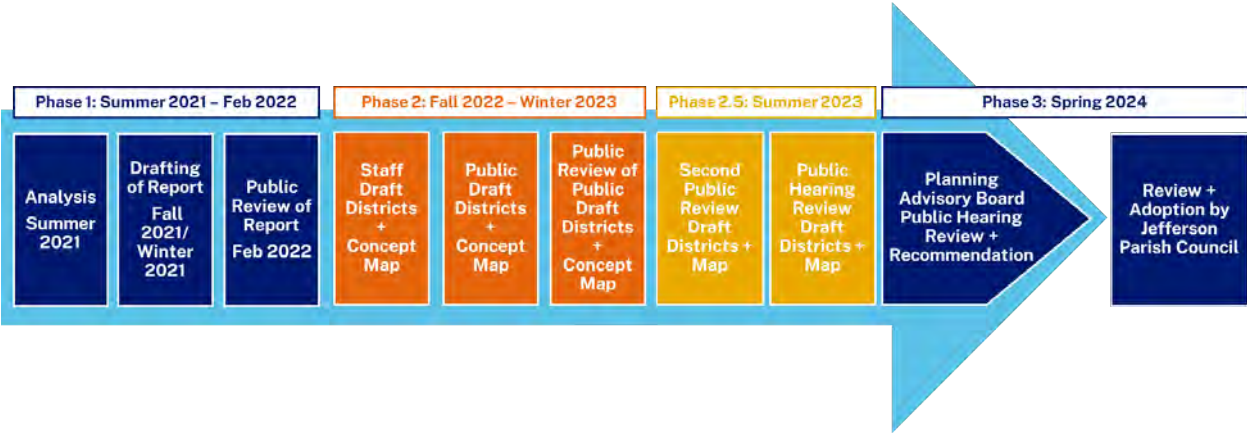 Phase 1: Summer 2021 – Feb 2022
Analysis
Summer
2021
Drafting
of Report
Fall
2021/
Winter
2021
Public
Review of
Report
Feb 2022
Phase 2: Fall 2022 – Winter 2023
Staff
Draft
Districts
+
Concept
Map
Public
Draft
Districts
+
Concept
Map
Public
Review of
Public
Draft
Districts
+
Concept
Map
Phase 2.5: Summer 2023
Second
Public
Review
Draft
Districts +
Map
Public
Hearing
Review
Draft
Districts +
Map
Phase 3: Spring 2024
Planning
Advisory Board
Public Hearing
Review +
Recommendation
Review +
Adoption by
Jefferson
Parish Council